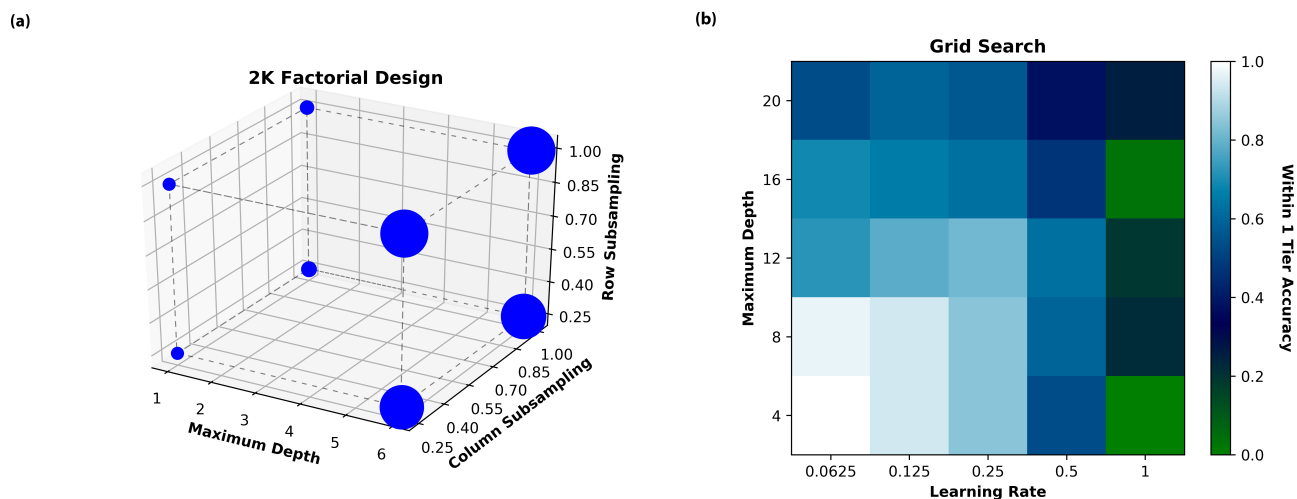 (a)
2K Factorial Design
1.00
0.85
0.70
0.55
0.40
0.25
Row Subsampling
1.00
0.85
0.70
0.55
0.40
0.25
Column Subsampling
1
2
3
4
5
6
Maximum Depth
(b)
Grid Search
20
16
12
8
4
Maximum Depth
0.0625 0.125 0.25 0.5 1
Learning Rate
1.0
0.8
0.6
0.4
0.2
0.0
Within 1 Tier Accuracy